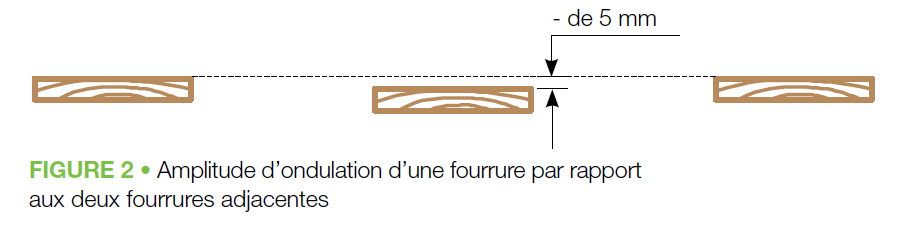 - de 5 mm
FIGURE 2 • Amplitude d’ondulation d’une fourrure par rapport
aux deux fourrures adjacentes